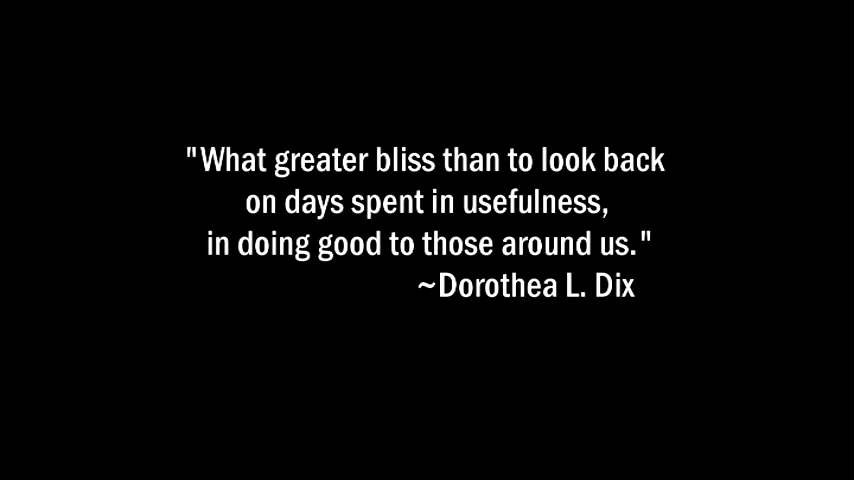 "What greater bliss than to look back
on days spent in usefulness,
in doing good to those around us."
~Dorothea L. Dix